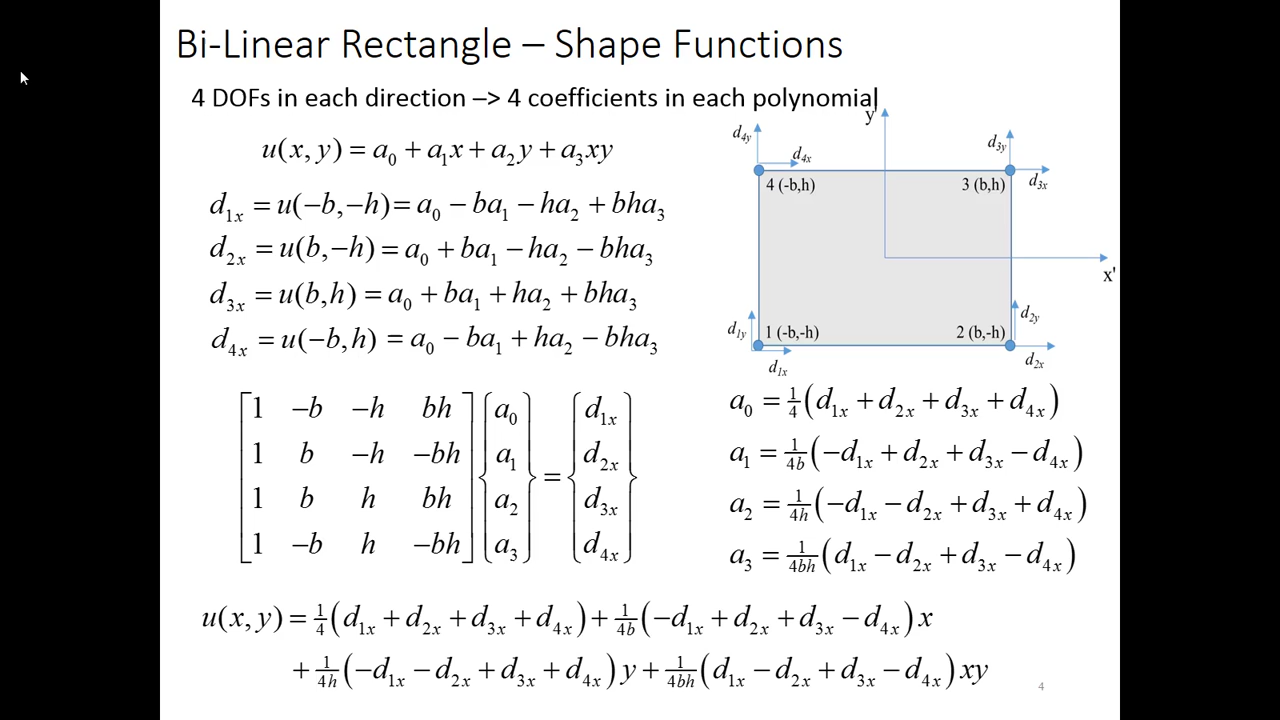 Bi-Linear Rectangle – Shape Functions
4 DOFs in each direction –> 4 coefficients in each polynomial
u(x, y) = a₀ + a₁x + a₂y + a₃xy
d₁ₓ = u(−b,−h) = a₀ − ba₁ − ha₂ + bha₃
d₂ₓ = u(b,−h) = a₀ + ba₁ − ha₂ − bha₃
d₃ₓ = u(b,h) = a₀ + ba₁ + ha₂ + bha₃
d₄ₓ = u(−b,h) = a₀ − ba₁ + ha₂ − bha₃
y'
d4y
d4x
d3y
d3x
4 (-b,h)
3 (b,h)
x'
d1y
1 (-b,-h)
2 (b,-h)
d2y
d1x
d2x
[1 −b −h bh] {a₀} {d₁ₓ}
[1 b −h −bh] {a₁} = {d₂ₓ}
[1 b h bh] {a₂} {d₃ₓ}
[1 −b h −bh] {a₃} {d₄ₓ}
a₀ = 1/4 (d₁ₓ + d₂ₓ + d₃ₓ + d₄ₓ)
a₁ = 1/4b (−d₁ₓ + d₂ₓ + d₃ₓ − d₄ₓ)
a₂ = 1/4h (−d₁ₓ − d₂ₓ + d₃ₓ + d₄ₓ)
a₃ = 1/4bh (d₁ₓ − d₂ₓ + d₃ₓ − d₄ₓ)
u(x, y) = 1/4 (d₁ₓ + d₂ₓ + d₃ₓ + d₄ₓ) + 1/4b (−d₁ₓ + d₂ₓ + d₃ₓ − d₄ₓ) x
+ 1/4h (−d₁ₓ − d₂ₓ + d₃ₓ + d₄ₓ) y + 1/4bh (d₁ₓ − d₂ₓ + d₃ₓ − d₄ₓ) xy
4